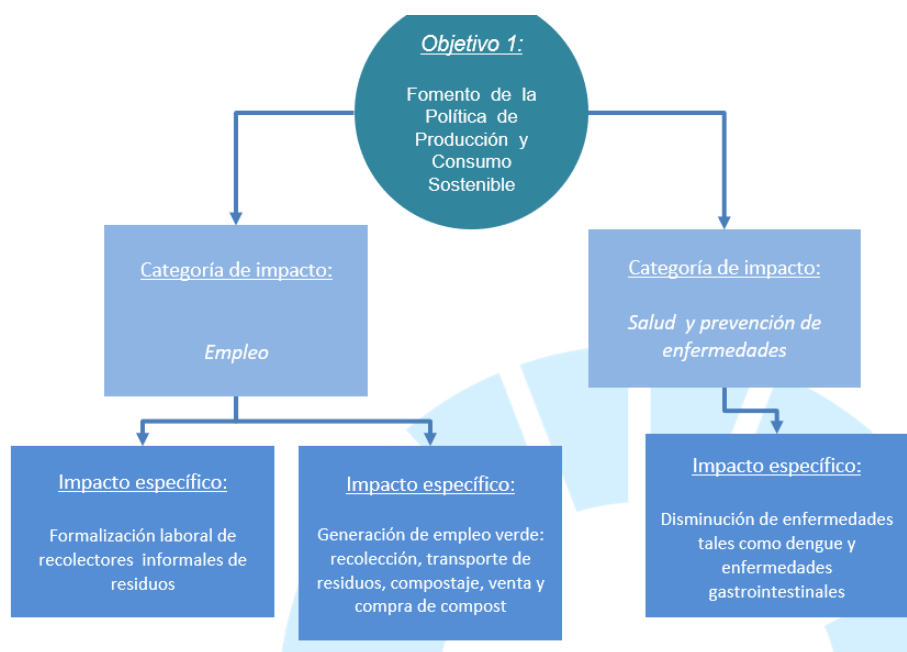 Objetivo 1:
Fomento de la
Política de
Producción y
Consumo
Sostenible
Categoría de impacto:
Empleo
Categoría de impacto:
Salud y prevención de
enfermedades
Impacto específico:
Formalización laboral de
recolectores informales de
residuos
Impacto específico:
Generación de empleo verde:
recolección, transporte de
residuos, compostaje, venta y
compra de compost
Impacto específico:
Disminución de enfermedades
tales como dengue y
enfermedades
gastrointestinales